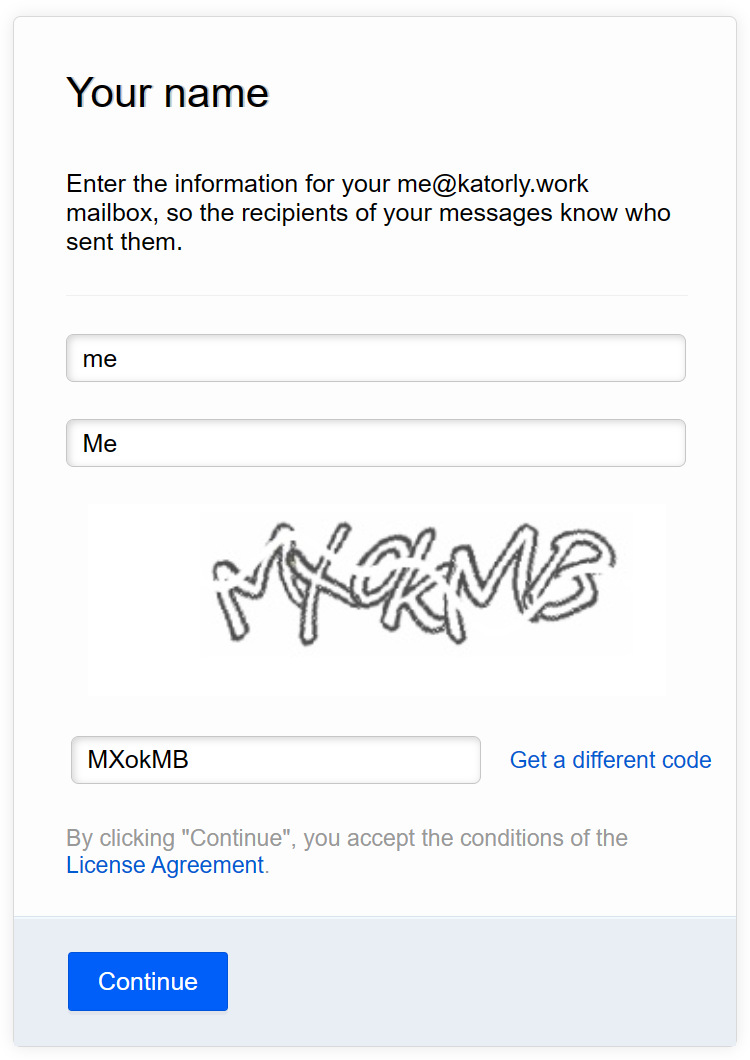 Your name
Enter the information for your me@katorly.work
mailbox, so the recipients of your messages know who
sent them.
me
Me
MXokMB
MXokMB
Get a different code
By clicking "Continue", you accept the conditions of the
License Agreement.
Continue